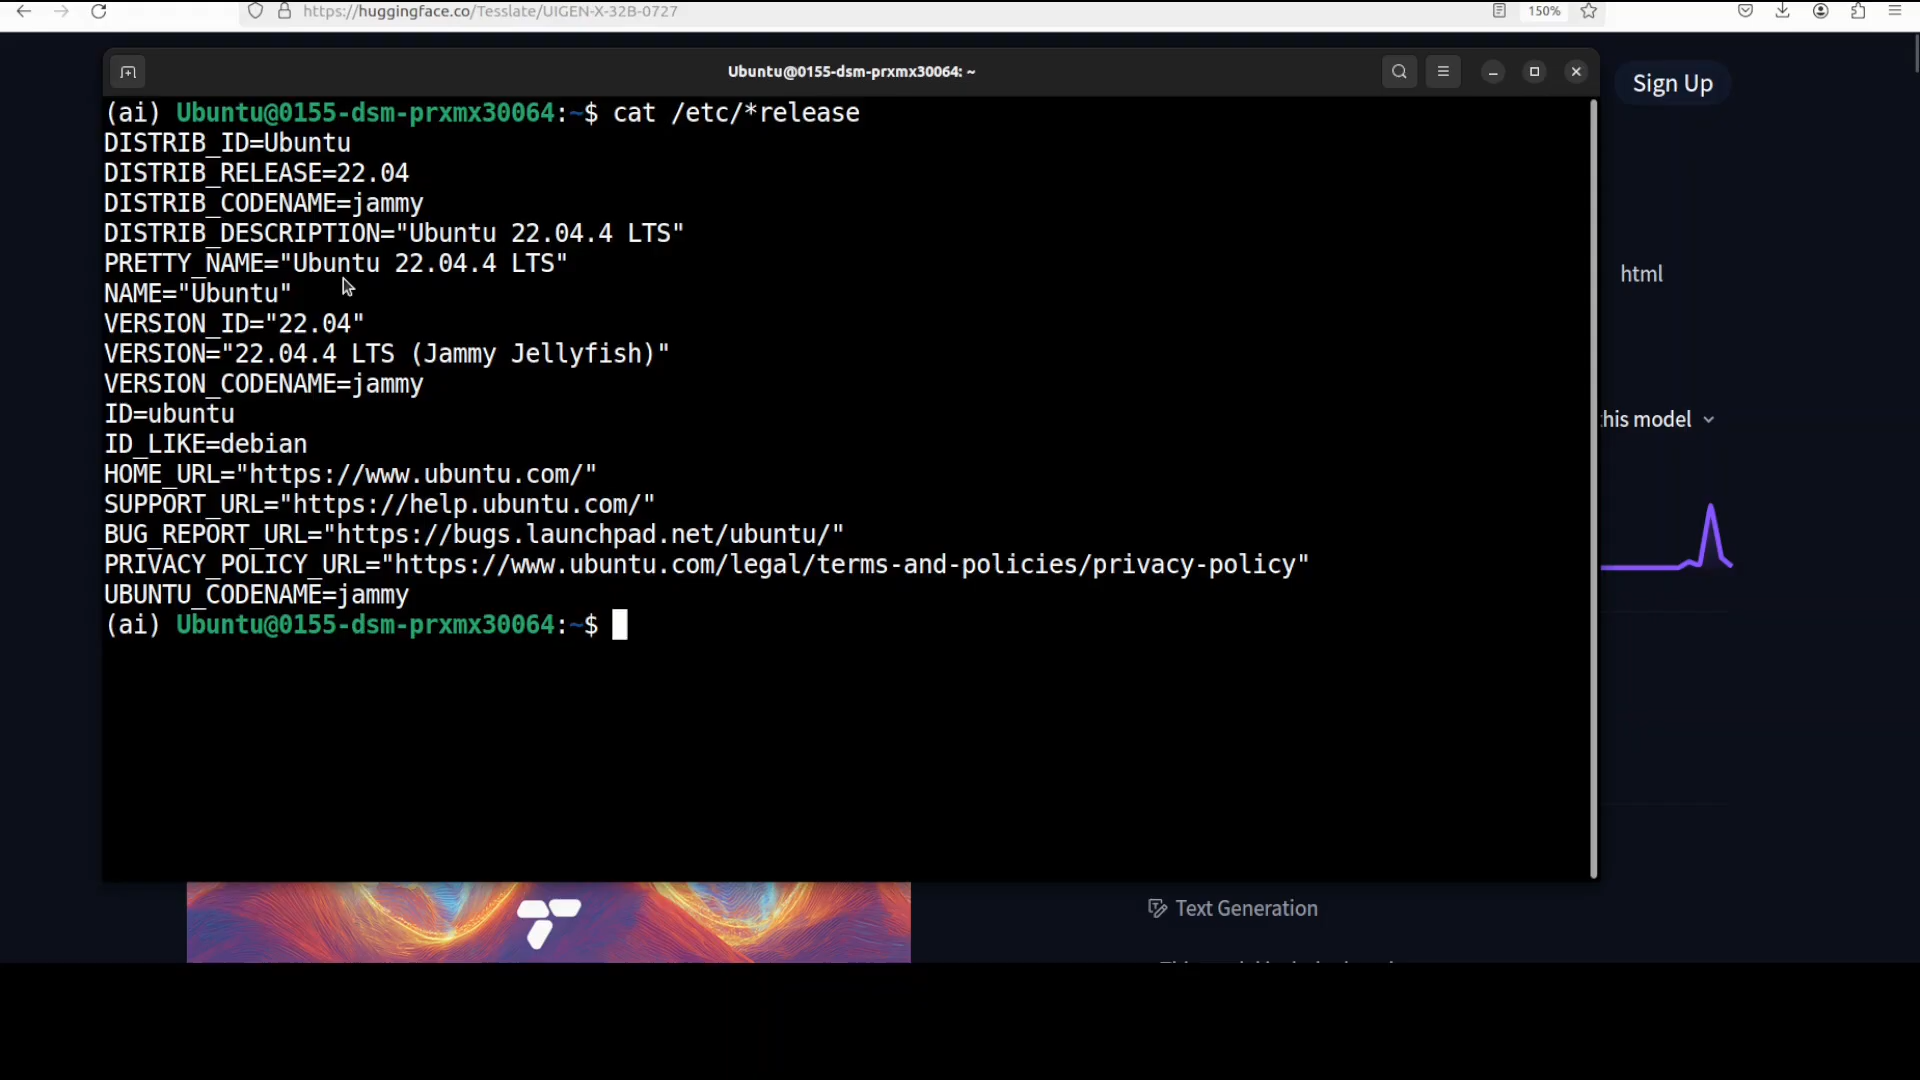 https://huggingface.co/Tesslate/UIGEN-X-32B-0727
150%
Ubuntu@0155-dsm-prxmx30064: ~
Sign Up
(ai) Ubuntu@0155-dsm-prxmx30064:~$ cat /etc/*release
DISTRIB_ID=Ubuntu
DISTRIB_RELEASE=22.04
DISTRIB_CODENAME=jammy
DISTRIB_DESCRIPTION="Ubuntu 22.04.4 LTS"
PRETTY_NAME="Ubuntu 22.04.4 LTS"
NAME="Ubuntu"
VERSION_ID="22.04"
VERSION="22.04.4 LTS (Jammy Jellyfish)"
VERSION_CODENAME=jammy
ID=ubuntu
ID_LIKE=debian
HOME_URL="https://www.ubuntu.com/"
SUPPORT_URL="https://help.ubuntu.com/"
BUG_REPORT_URL="https://bugs.launchpad.net/ubuntu/"
PRIVACY_POLICY_URL="https://www.ubuntu.com/legal/terms-and-policies/privacy-policy"
UBUNTU_CODENAME=jammy
(ai) Ubuntu@0155-dsm-prxmx30064:~$
html
this model
Text Generation